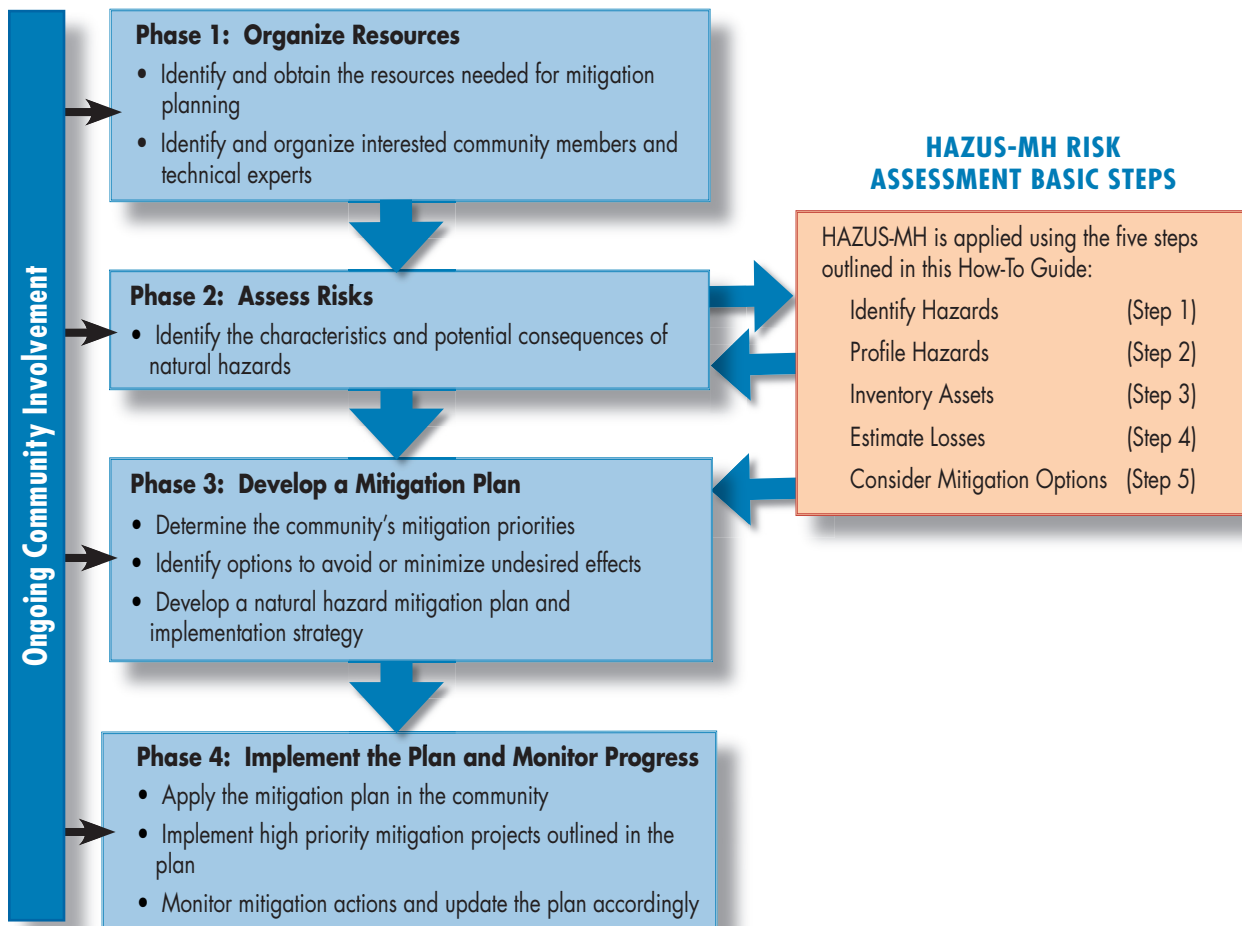 Ongoing Community Involvement
Phase 1: Organize Resources
• Identify and obtain the resources needed for mitigation
planning
• Identify and organize interested community members and
technical experts
Phase 2: Assess Risks
• Identify the characteristics and potential consequences of
natural hazards
Phase 3: Develop a Mitigation Plan
• Determine the community’s mitigation priorities
• Identify options to avoid or minimize undesired effects
• Develop a natural hazard mitigation plan and
implementation strategy
Phase 4: Implement the Plan and Monitor Progress
• Apply the mitigation plan in the community
• Implement high priority mitigation projects outlined in the
plan
• Monitor mitigation actions and update the plan accordingly
HAZUS-MH RISK
ASSESSMENT BASIC STEPS
HAZUS-MH is applied using the five steps
outlined in this How-To Guide:
Identify Hazards (Step 1)
Profile Hazards (Step 2)
Inventory Assets (Step 3)
Estimate Losses (Step 4)
Consider Mitigation Options (Step 5)